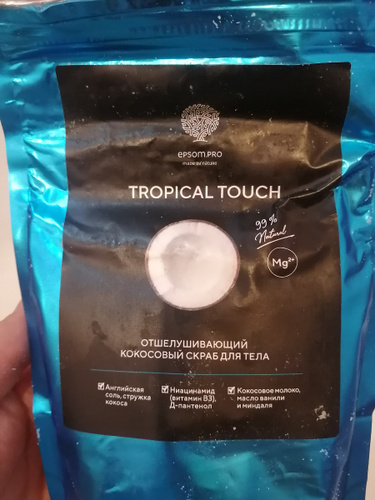 epsom.pro
TROPICAL TOUCH
99%
Natural
Mg²⁺
ОТШЕЛУШИВАЮЩИЙ
КОКОСОВЫЙ СКРАБ ДЛЯ ТЕЛА
Английская
соль, стружка
кокоса
Ниацинамид
(витамин В3),
Д-пантенол
Кокосовое молоко,
масло ванили
и миндаля